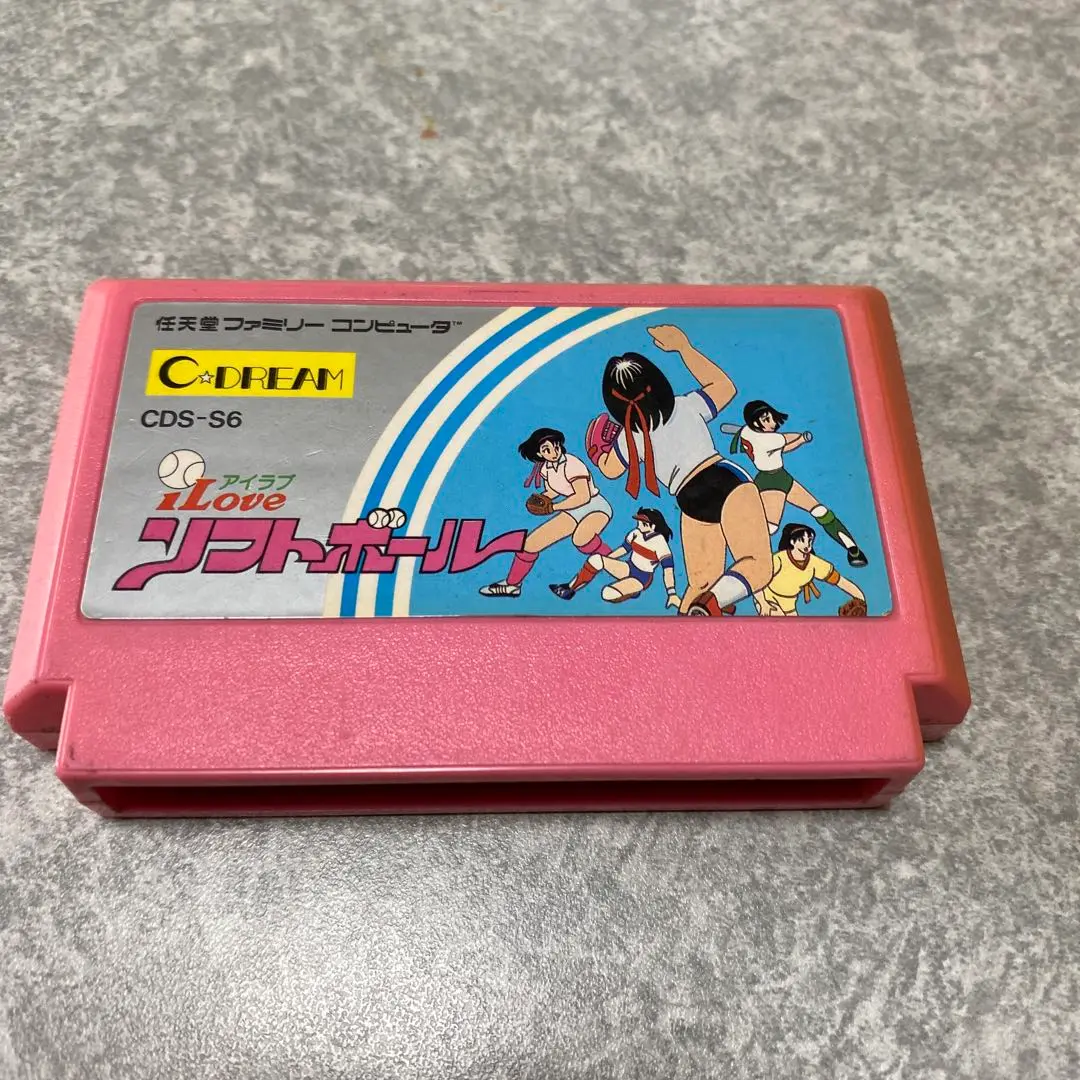 任天堂 ファミリー コンピュータ™
C☆DREAM
CDS-S6
アイラブ
iLove
ソフトボール